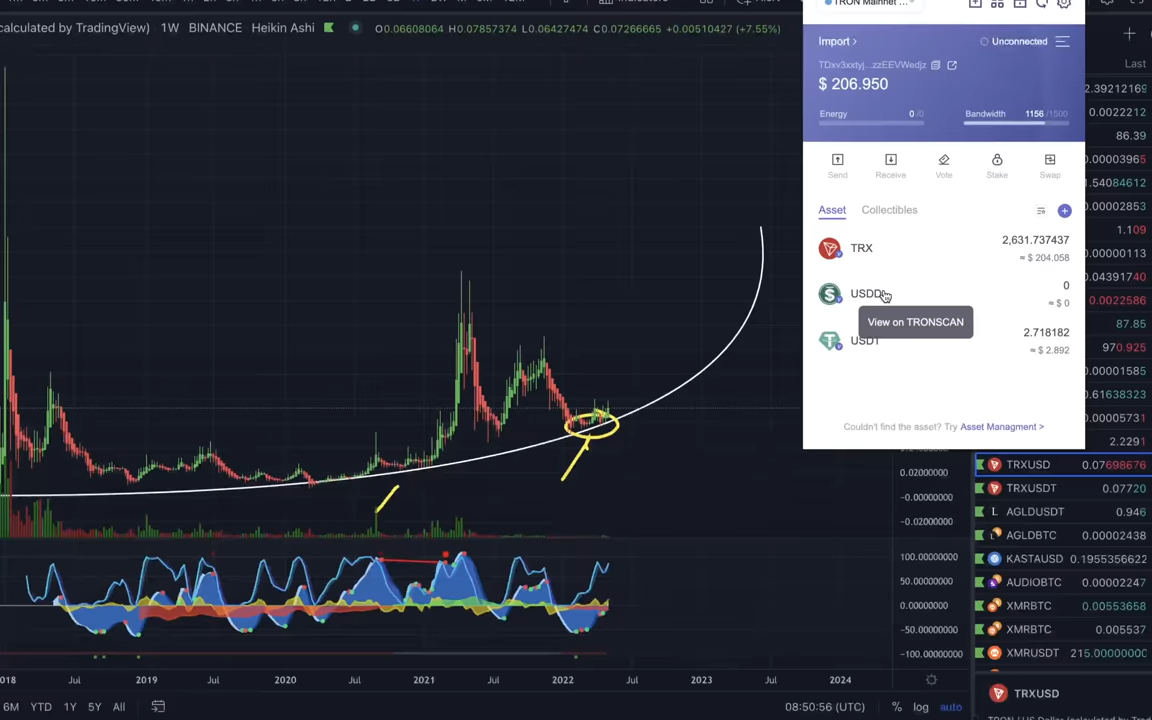 TRON Mainnet ...
calculated by TradingView) 1W BINANCE Heikin Ashi O0.06608064 H0.07857374 L0.06427474 C0.07266665 +0.00510427 (+7.55%)
Import >
Unconnected
TDxv3xxtyj...zzEEVWedjz
$ 206.950
Energy 0 /0
Bandwidth 1156 /1500
Send
Receive
Vote
Stake
Swap
Asset
Collectibles
TRX
2,631.737437
≈ $ 204.058
USDD
0
≈ $ 0
View on TRONSCAN
USDT
2.718182
≈ $ 2.892
Couldn't find the asset? Try Asset Managment >
Last
2.39212169
0.0022212
86.39
0.00003965
1.54084612
0.00002853
1.109
0.00000113
0.04391740
0.0022586
87.85
970.925
0.00001585
0.61638323
0.00005731
2.2291
TRXUSD 0.07698676
TRXUSDT 0.07720
AGLDUSDT 0.946
AGLDBTC 0.00002438
KASTAUSD 0.1955356622
AUDIOBTC 0.00002247
XMRBTC 0.00553658
XMRBTC 0.005537
XMRUSDT 215.00000000
TRXUSD
0.02000000
−0.00000000
−0.02000000
100.00000000
50.00000000
0.00000000
−50.00000000
−100.00000000
018 Jul 2019 Jul 2020 Jul 2021 Jul 2022 Jul 2023 Jul 2024
6M YTD 1Y 5Y All
08:50:56 (UTC) % log auto